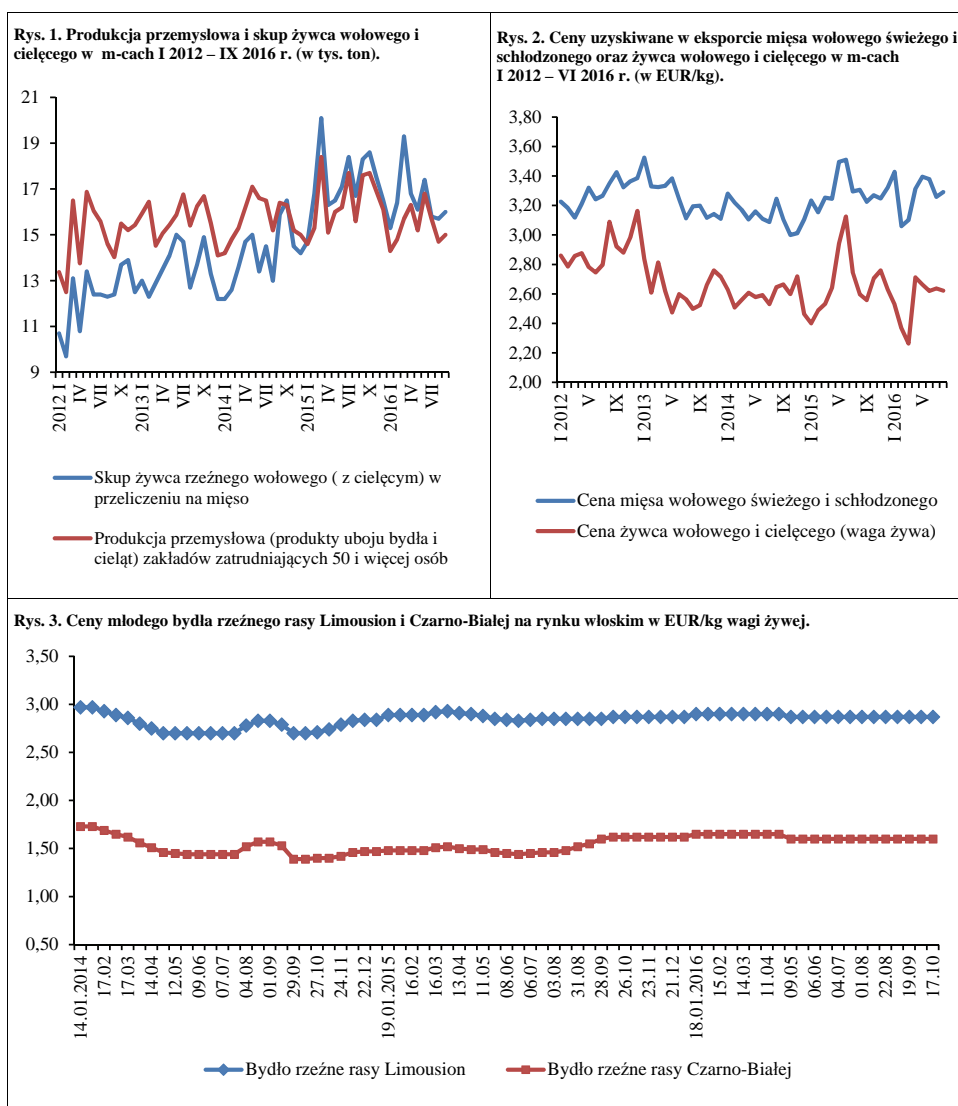 Rys. 1. Produkcja przemysłowa i skup żywca wołowego i
cielęcego w m-cach I 2012 – IX 2016 r. (w tys. ton).
21
19
17
15
13
11
9
2012 I
IV
VII
X
2013 I
IV
VII
X
2014 I
IV
VII
X
2015 I
IV
VII
X
2016 I
IV
VII
Skup żywca rzeźnego wołowego ( z cielęcym) w
przeliczeniu na mięso
Produkcja przemysłowa (produkty uboju bydła i
cieląt) zakładów zatrudniających 50 i więcej osób
Rys. 2. Ceny uzyskiwane w eksporcie mięsa wołowego świeżego i
schłodzonego oraz żywca wołowego i cielęcego w m-cach
I 2012 – VI 2016 r. (w EUR/kg).
3,80
3,60
3,40
3,20
3,00
2,80
2,60
2,40
2,20
2,00
I 2012
V
IX
I 2013
V
IX
I 2014
V
IX
I 2015
V
IX
I 2016
V
Cena mięsa wołowego świeżego i schłodzonego
Cena żywca wołowego i cielęcego (waga żywa)
Rys. 3. Ceny młodego bydła rzeźnego rasy Limousion i Czarno-Białej na rynku włoskim w EUR/kg wagi żywej.
3,50
3,00
2,50
2,00
1,50
1,00
0,50
14.01.2014
17.02
17.03
14.04
12.05
09.06
07.07
04.08
01.09
29.09
27.10
24.11
22.12
19.01.2015
16.02
16.03
13.04
11.05
08.06
06.07
03.08
31.08
28.09
26.10
23.11
21.12
18.01.2016
15.02
14.03
11.04
09.05
06.06
04.07
01.08
22.08
19.09
17.10
Bydło rzeźne rasy Limousion
Bydło rzeźne rasy Czarno-Białej